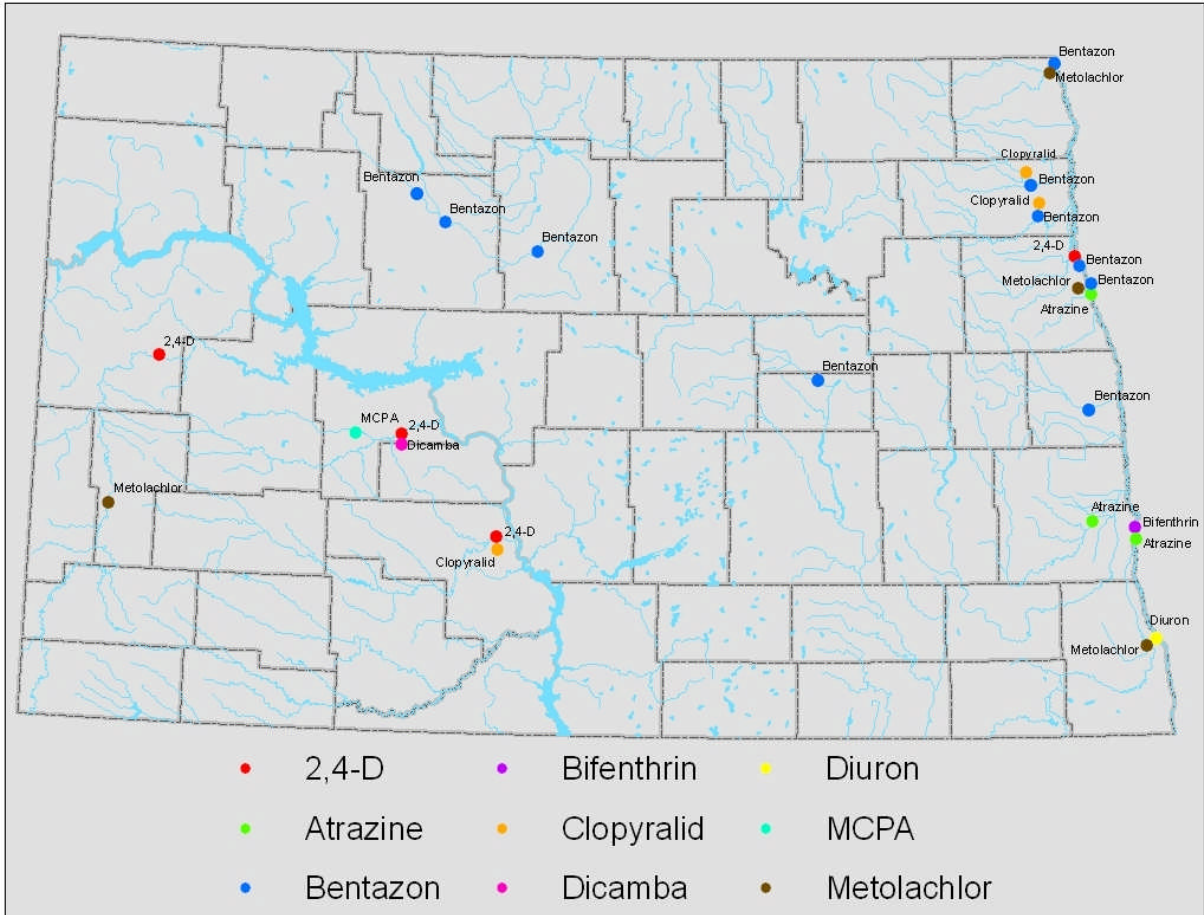 Bentazon
Metolachlor
Clopyralid
Bentazon
Clopyralid
Bentazon
Bentazon
Bentazon
Bentazon
2,4-D
Bentazon
Metolachlor
Bentazon
Atrazine
2,4-D
Bentazon
Bentazon
MCPA
2,4-D
Dicamba
Metolachlor
Atrazine
Bifenthrin
Atrazine
2,4-D
Clopyralid
Diuron
Metolachlor
2,4-D
Bifenthrin
Diuron
Atrazine
Clopyralid
MCPA
Bentazon
Dicamba
Metolachlor